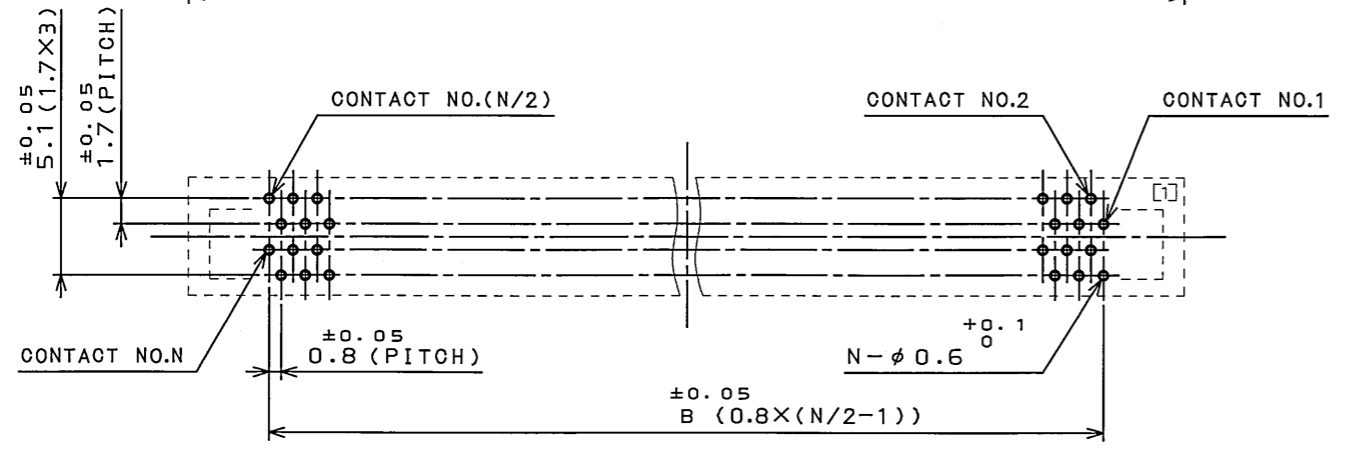 ±0.05
5.1(1.7×3)
±0.05
1.7(PITCH)
CONTACT NO.(N/2)
CONTACT NO.2
CONTACT NO.1
[1]
CONTACT NO.N
±0.05
0.8(PITCH)
+0.1
0
N-φ0.6
±0.05
B (0.8×(N/2-1))